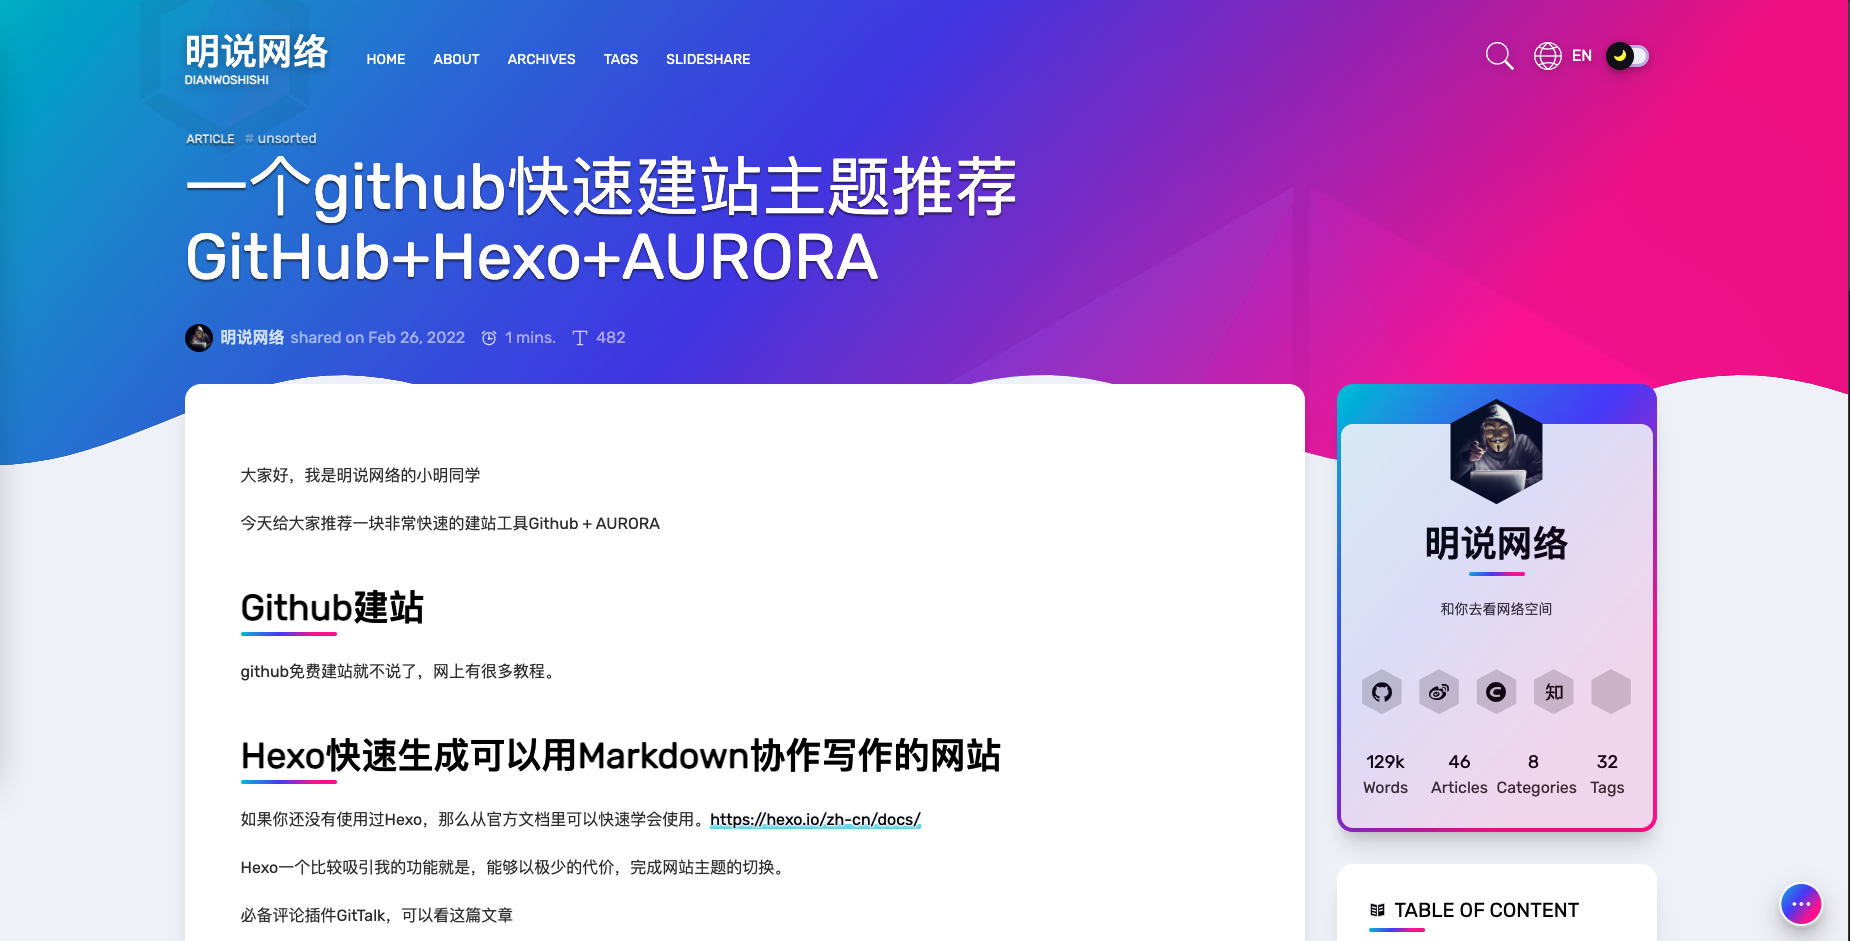 明说网络
DIANWOSHISHI
HOME ABOUT ARCHIVES TAGS SLIDESHARE
EN
ARTICLE # unsorted
一个github快速建站主题推荐
GitHub+Hexo+AURORA
明说网络 shared on Feb 26, 2022 1 mins. 482
大家好，我是明说网络的小明同学
今天给大家推荐一块非常快速的建站工具Github + AURORA
Github建站
github免费建站就不说了，网上有很多教程。
Hexo快速生成可以用Markdown协作写作的网站
如果你还没有使用过Hexo，那么从官方文档里可以快速学会使用。https://hexo.io/zh-cn/docs/
Hexo一个比较吸引我的功能就是，能够以极少的代价，完成网站主题的切换。
必备评论插件GitTalk，可以看这篇文章
明说网络
和你去看网络空间
知
129k 46 8 32
Words Articles Categories Tags
TABLE OF CONTENT